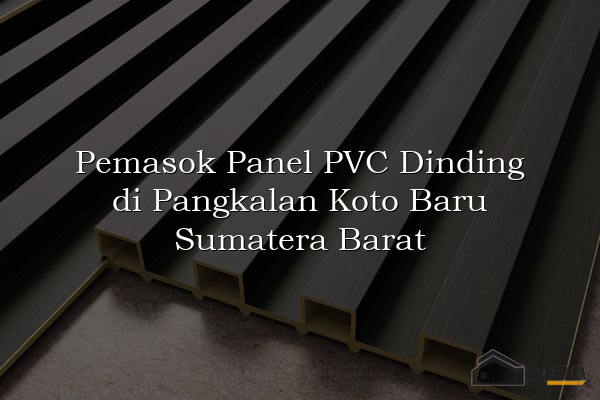 Pemasok Panel PVC Dinding
di Pangkalan Koto Baru
Sumatera Barat